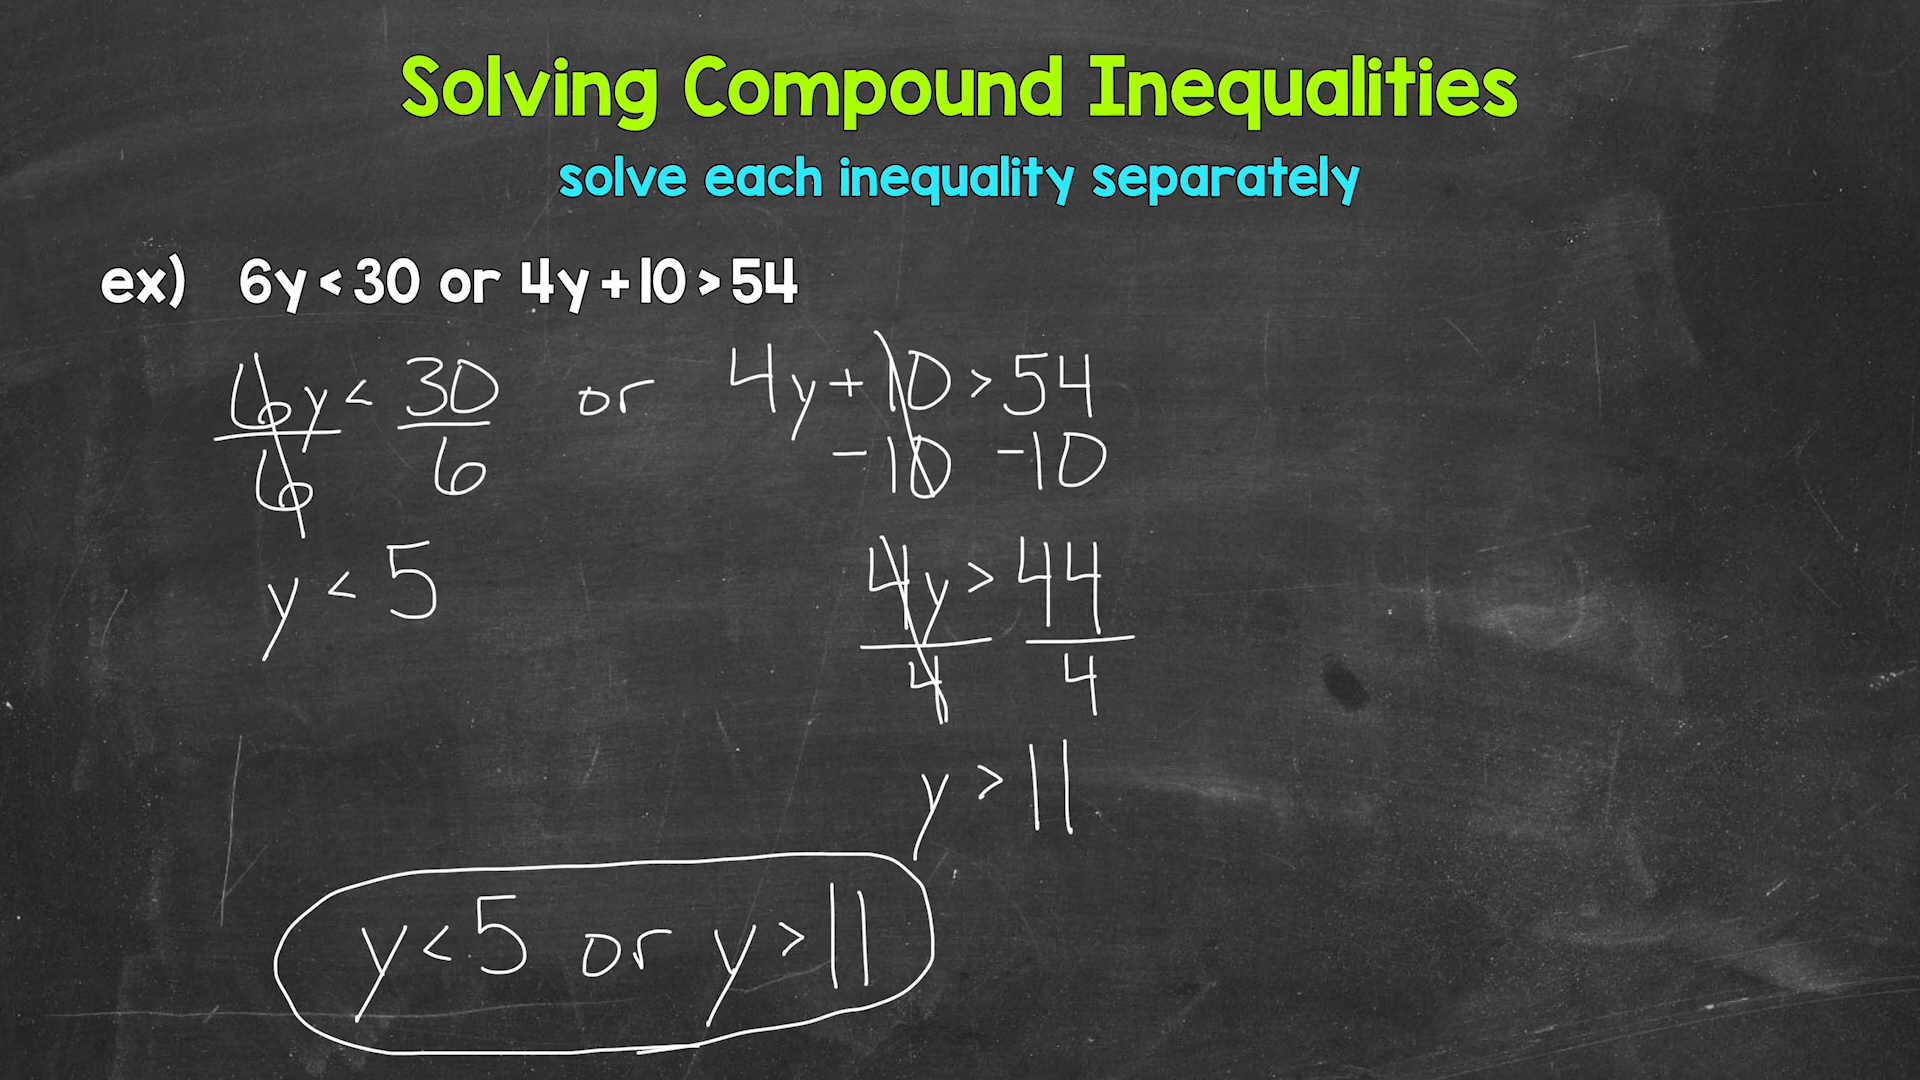 Solving Compound Inequalities
solve each inequality separately
ex) 6y < 30 or 4y + 10 > 54
6y < 30 or 4y + 10 > 54
6 6 - 10 - 10
y < 5 4y > 44
4 4
y > 11
y < 5 or y > 11